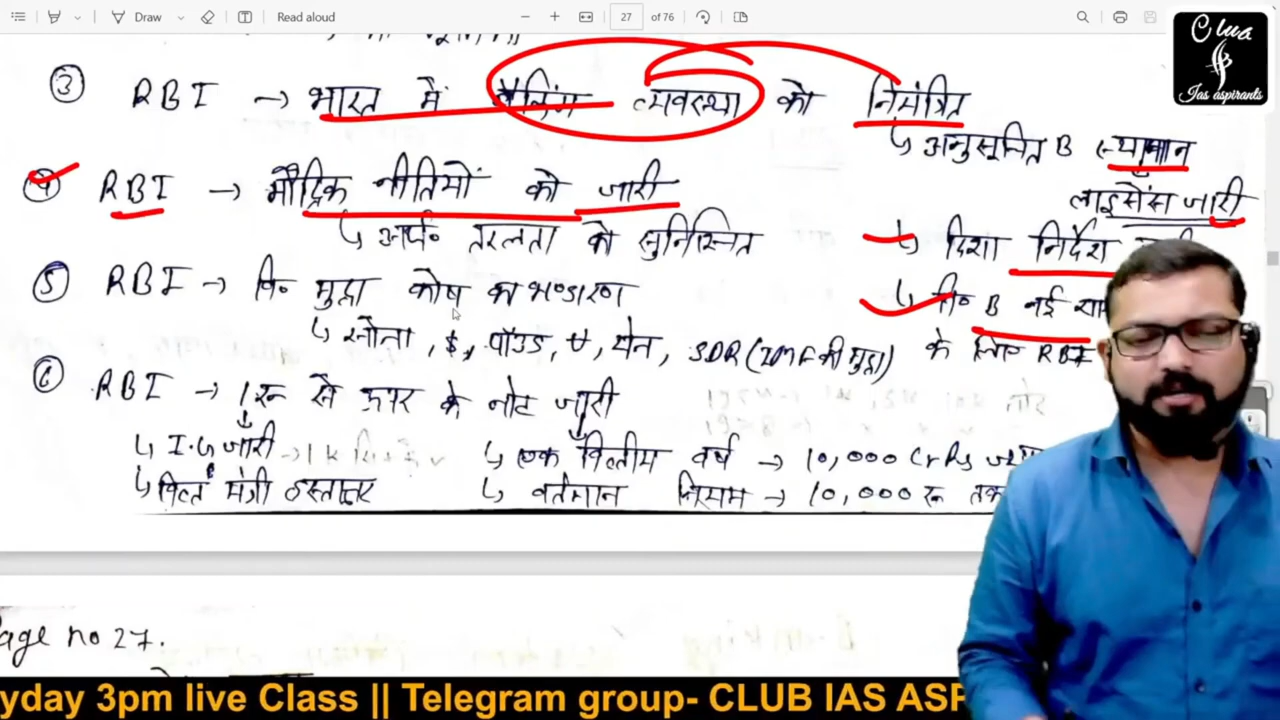 Draw
Read aloud
27
of 76
Club
Ias aspirants
③ RBI → भारत में बैंकिंग व्यवस्था को नियंत्रित
↳ अनुसूचित B स्थापान
लाइसेंस जारी
④ RBI → मौद्रिक नीतियों को जारी
↳ अर्थ० तरलता को सुनिश्चित
↳ दिशा निर्देश
⑤ RBI → वि० मुद्रा कोष का भण्डारण
↳ वि० B नई
↳ सोना, $, पॉउंड, यु, येन, SDR (IMF की मुद्रा)
के लिए RBI
⑥ RBI → 1 रू से ऊपर के नोट जारी
↳ I.G जारी
↳ एक वित्तीय वर्ष → 10,000 Cr Rs
↳ वित्त मंत्री हस्ताक्षर
↳ वर्तमान नियम → 10,000 रू तक
Page no 27.
yday 3pm live Class || Telegram group- CLUB IAS ASP